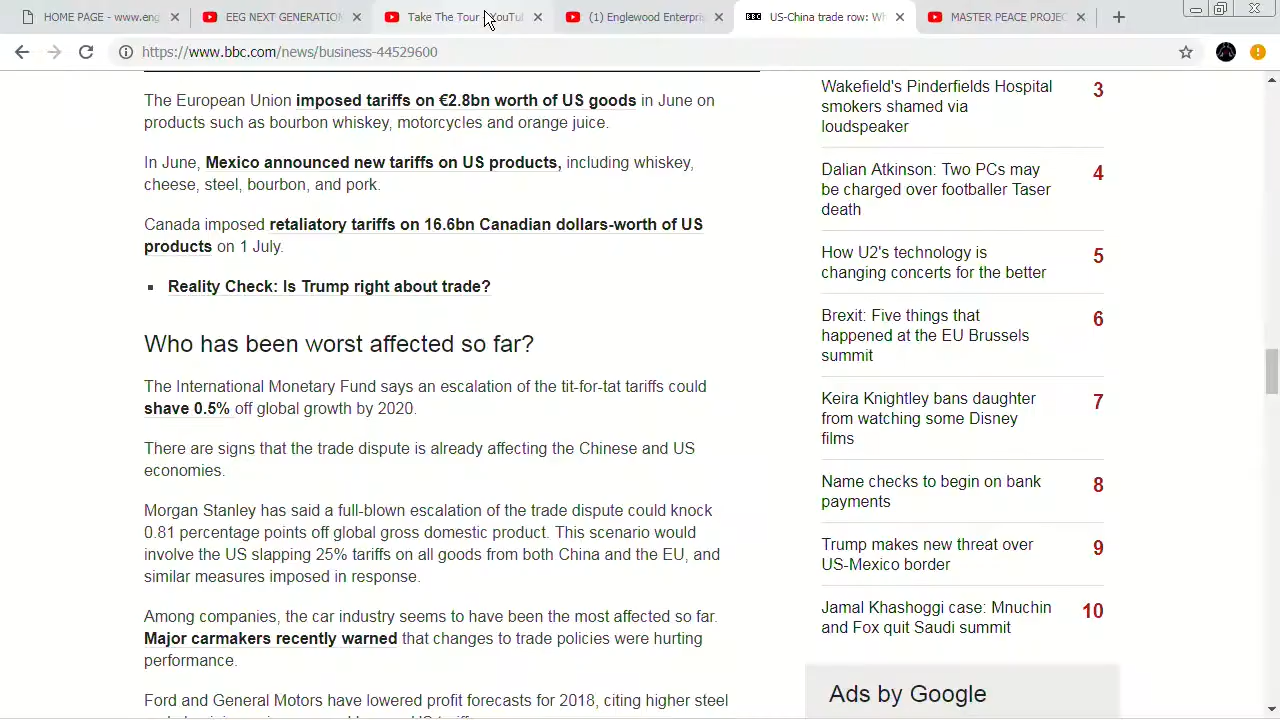 HOME PAGE - www.eng
EEG NEXT GENERATION
Take The Tour - YouTu
(1) Englewood Enterpris
BBC US-China trade row: Wh
MASTER PEACE PROJEC
https://www.bbc.com/news/business-44529600
The European Union imposed tariffs on €2.8bn worth of US goods in June on
products such as bourbon whiskey, motorcycles and orange juice.
In June, Mexico announced new tariffs on US products, including whiskey,
cheese, steel, bourbon, and pork.
Canada imposed retaliatory tariffs on 16.6bn Canadian dollars-worth of US
products on 1 July.
Reality Check: Is Trump right about trade?
Who has been worst affected so far?
The International Monetary Fund says an escalation of the tit-for-tat tariffs could
shave 0.5% off global growth by 2020.
There are signs that the trade dispute is already affecting the Chinese and US
economies.
Morgan Stanley has said a full-blown escalation of the trade dispute could knock
0.81 percentage points off global gross domestic product. This scenario would
involve the US slapping 25% tariffs on all goods from both China and the EU, and
similar measures imposed in response.
Among companies, the car industry seems to have been the most affected so far.
Major carmakers recently warned that changes to trade policies were hurting
performance.
Ford and General Motors have lowered profit forecasts for 2018, citing higher steel
Wakefield's Pinderfields Hospital 3
smokers shamed via
loudspeaker
Dalian Atkinson: Two PCs may 4
be charged over footballer Taser
death
How U2's technology is 5
changing concerts for the better
Brexit: Five things that 6
happened at the EU Brussels
summit
Keira Knightley bans daughter 7
from watching some Disney
films
Name checks to begin on bank 8
payments
Trump makes new threat over 9
US-Mexico border
Jamal Khashoggi case: Mnuchin 10
and Fox quit Saudi summit
Ads by Google